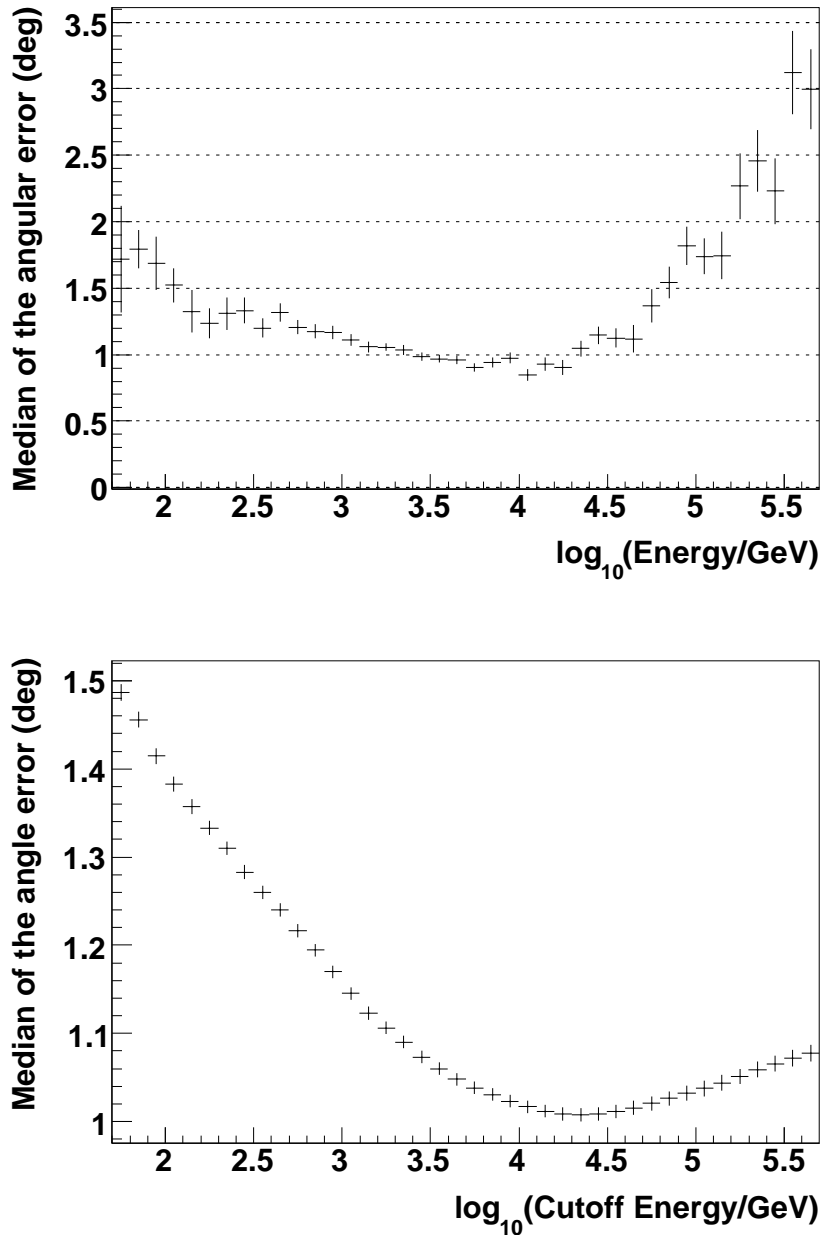 Median of the angular error (deg)
3.5
3
2.5
2
1.5
1
0.5
0
2 2.5 3 3.5 4 4.5 5 5.5
log10(Energy/GeV)
Median of the angle error (deg)
1.5
1.4
1.3
1.2
1.1
1
2 2.5 3 3.5 4 4.5 5 5.5
log10(Cutoff Energy/GeV)